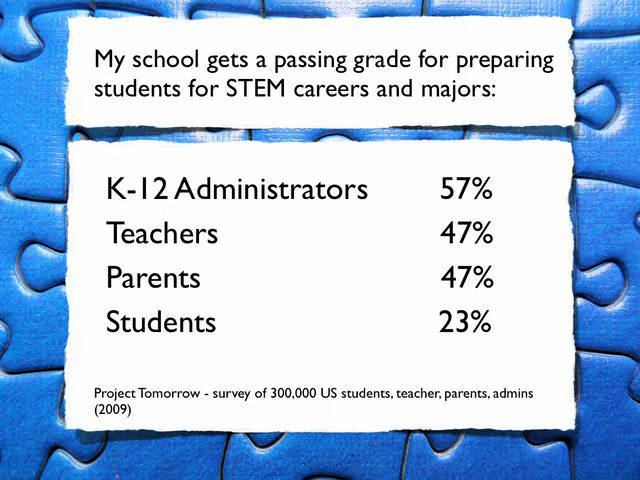 My school gets a passing grade for preparing
students for STEM careers and majors:
K-12 Administrators 57%
Teachers 47%
Parents 47%
Students 23%
Project Tomorrow - survey of 300,000 US students, teacher, parents, admins
(2009)